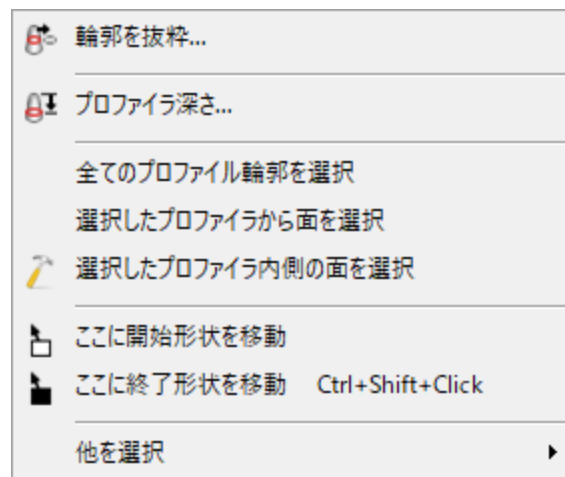 輪郭を抜粋...
プロファイラ深さ...
全てのプロファイル輪郭を選択
選択したプロファイラから面を選択
選択したプロファイラ内側の面を選択
ここに開始形状を移動
ここに終了形状を移動 Ctrl+Shift+Click
他を選択